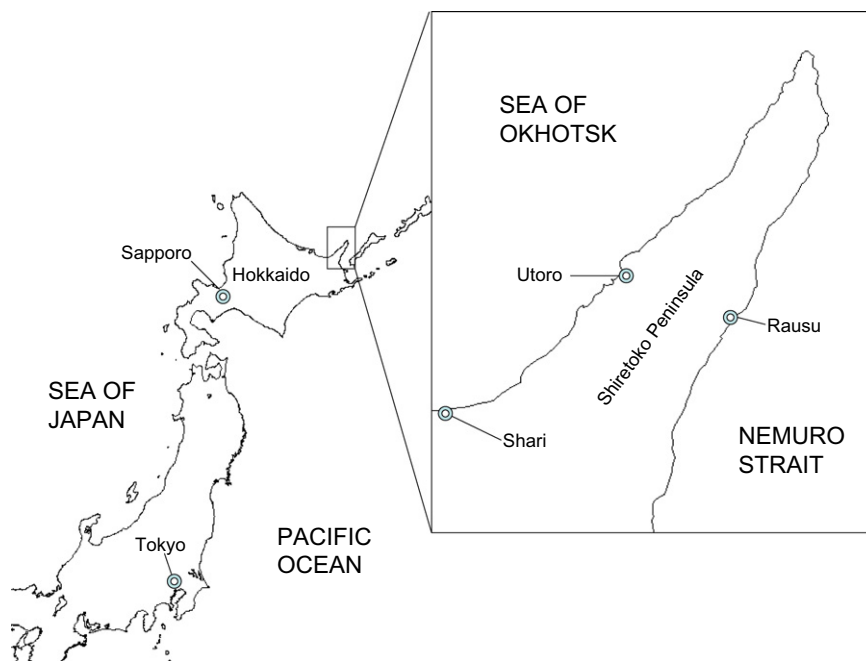 SEA OF
OKHOTSK
Sapporo
Hokkaido
Utoro
Shiretoko Peninsula
Rausu
SEA OF
JAPAN
Shari
NEMURO
STRAIT
PACIFIC
OCEAN
Tokyo